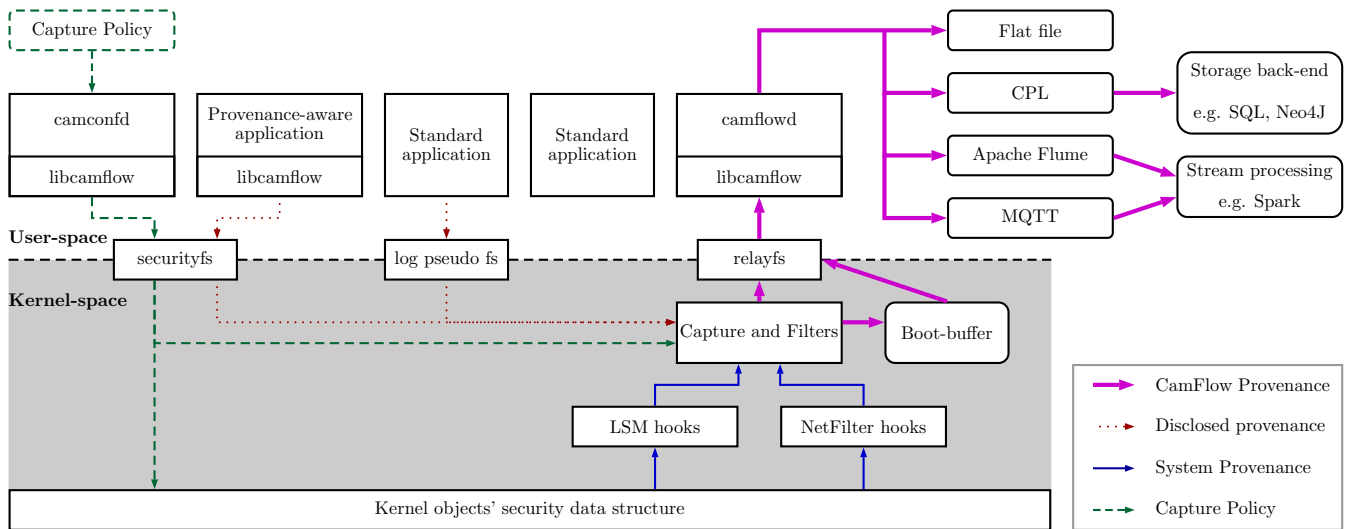 Capture Policy
Flat file
Storage back-end
e.g. SQL, Neo4J
CPL
camconfd
libcamflow
Provenance-aware
application
libcamflow
Standard
application
Standard
application
camflowd
libcamflow
Apache Flume
MQTT
Stream processing
e.g. Spark
User-space
securityfs
log pseudo fs
relayfs
Kernel-space
Capture and Filters
Boot-buffer
LSM hooks
NetFilter hooks
Kernel objects' security data structure
CamFlow Provenance
Disclosed provenance
System Provenance
Capture Policy